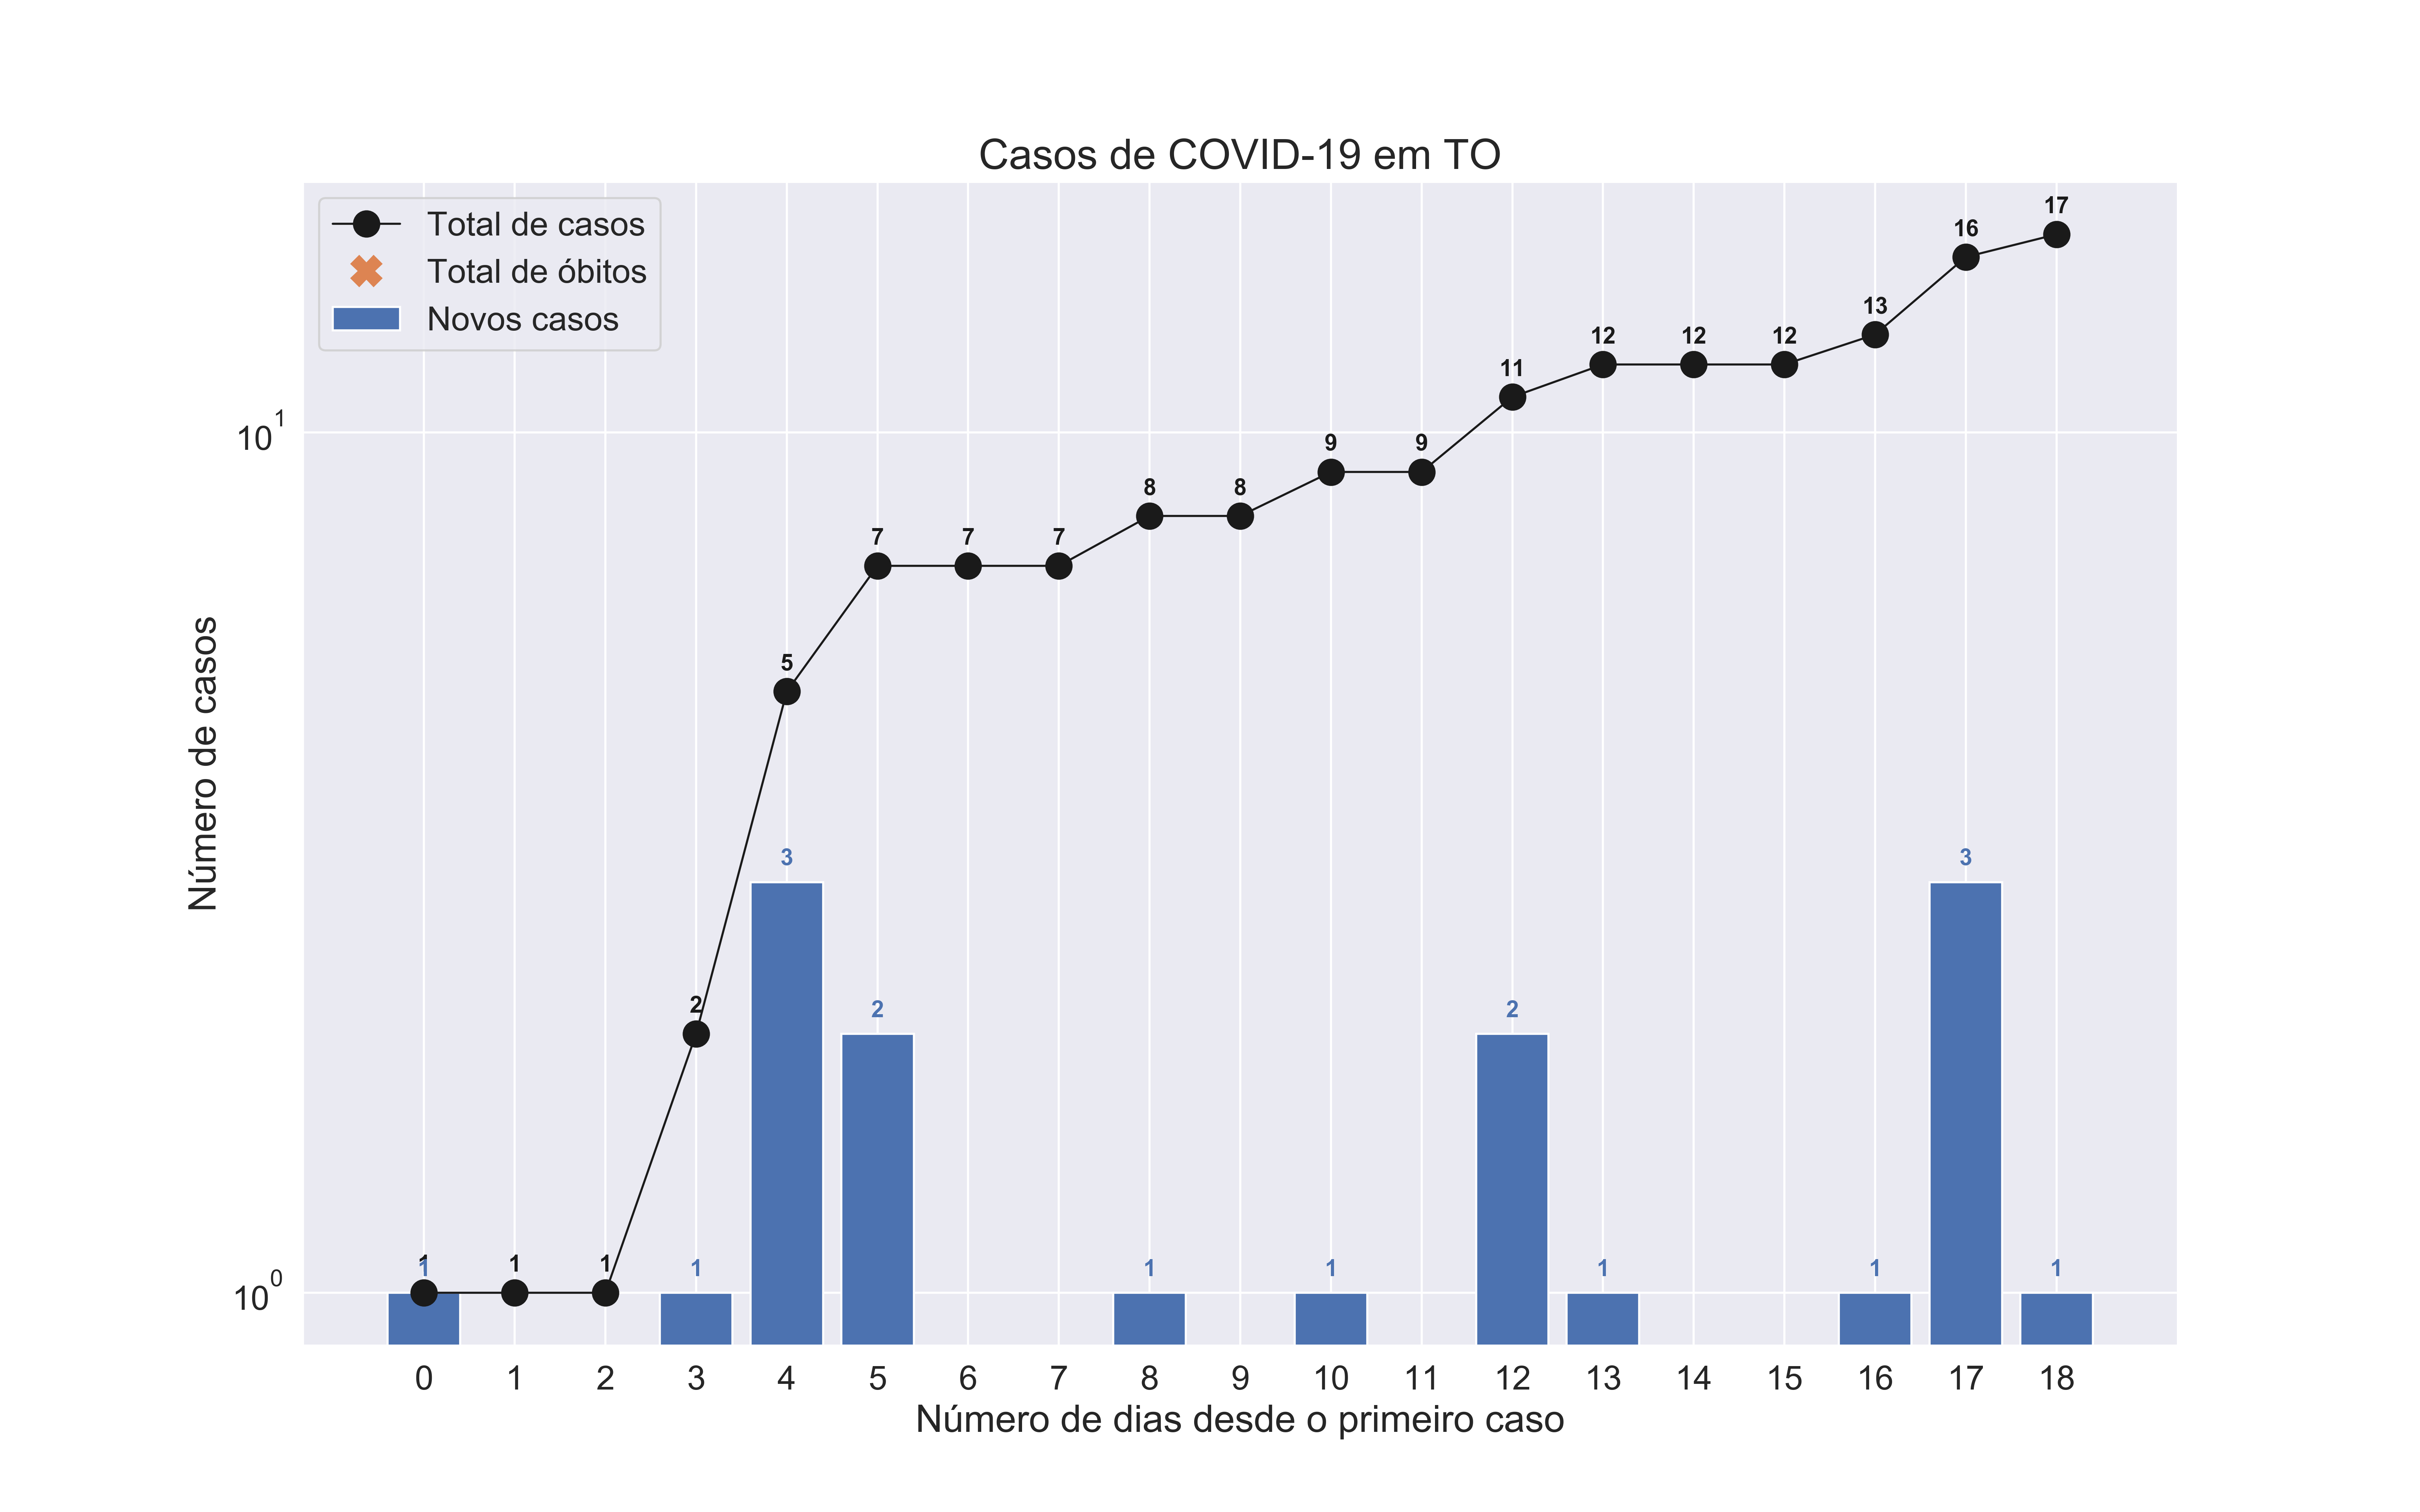 Casos de COVID-19 em TO
Total de casos
Total de óbitos
Novos casos
Número de casos
10^1
10^0
1 1 1 2 5 7 7 7 8 8 9 9 11 12 12 12 13 16 17
1 1 3 2 1 1 2 1 1 3 1
0 1 2 3 4 5 6 7 8 9 10 11 12 13 14 15 16 17 18
Número de dias desde o primeiro caso